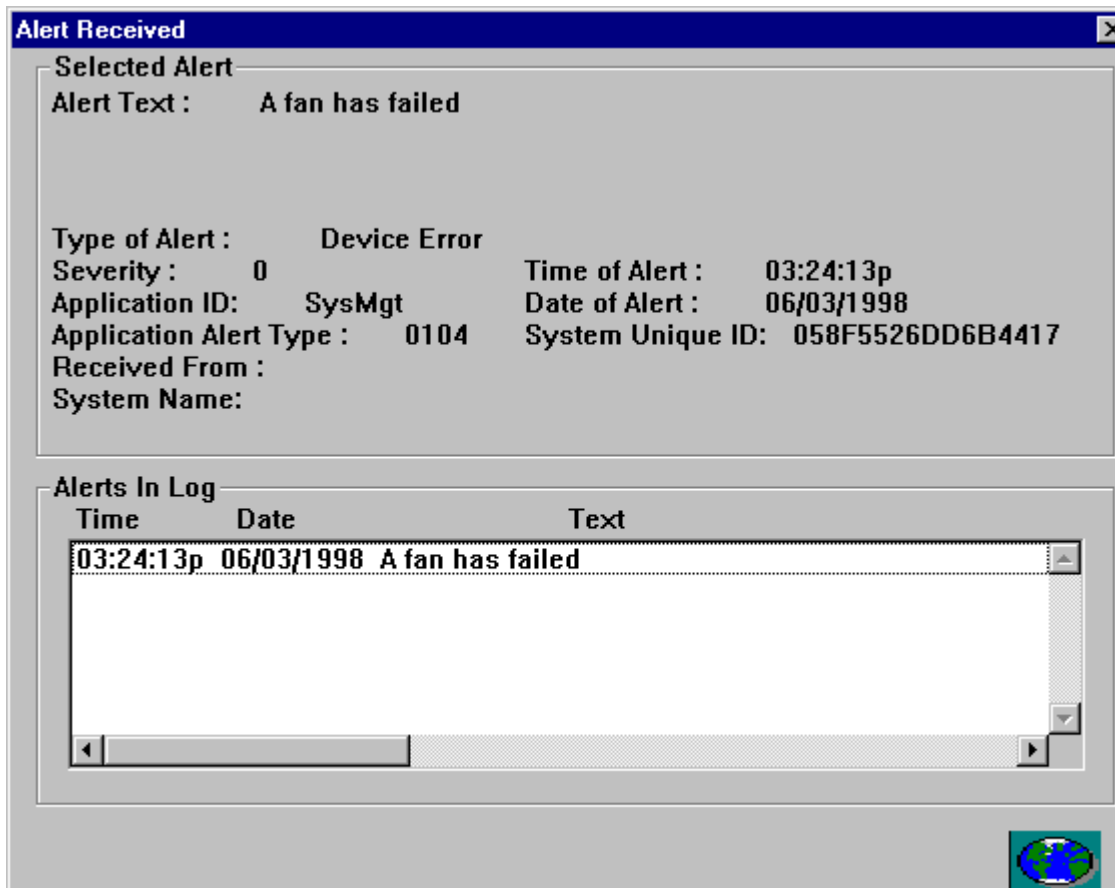 Alert Received
Selected Alert
Alert Text : A fan has failed
Type of Alert : Device Error
Severity : 0 Time of Alert : 03:24:13p
Application ID: SysMgt Date of Alert : 06/03/1998
Application Alert Type : 0104 System Unique ID: 058F5526DD6B4417
Received From :
System Name:
Alerts In Log
Time Date Text
03:24:13p 06/03/1998 A fan has failed